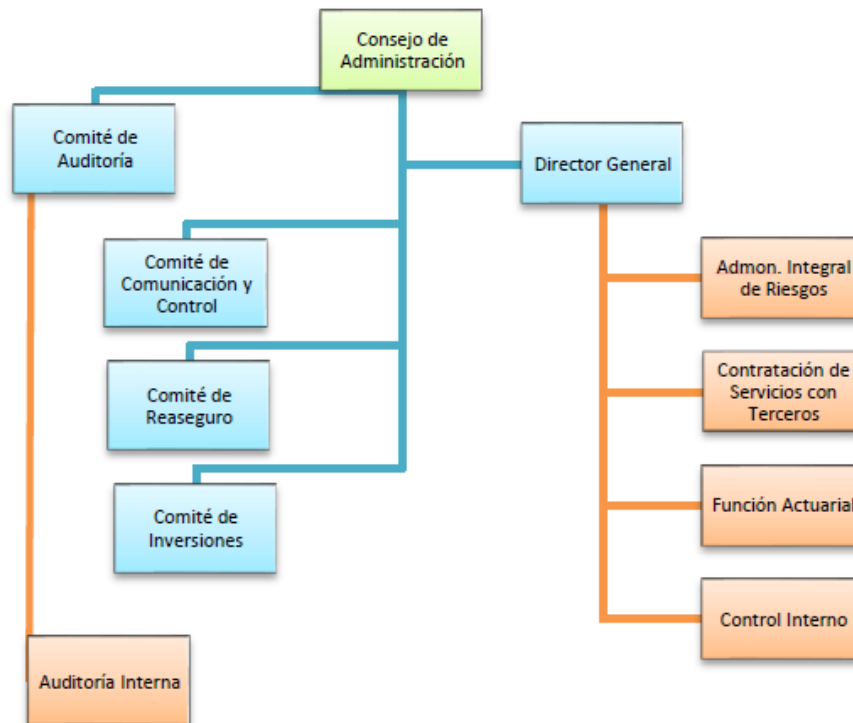 Consejo de
Administración
Comité de
Auditoría
Director General
Comité de
Comunicación y
Control
Admon. Integral
de Riesgos
Comité de
Reaseguro
Contratación de
Servicios con
Terceros
Comité de
Inversiones
Función Actuarial
Control Interno
Auditoría Interna